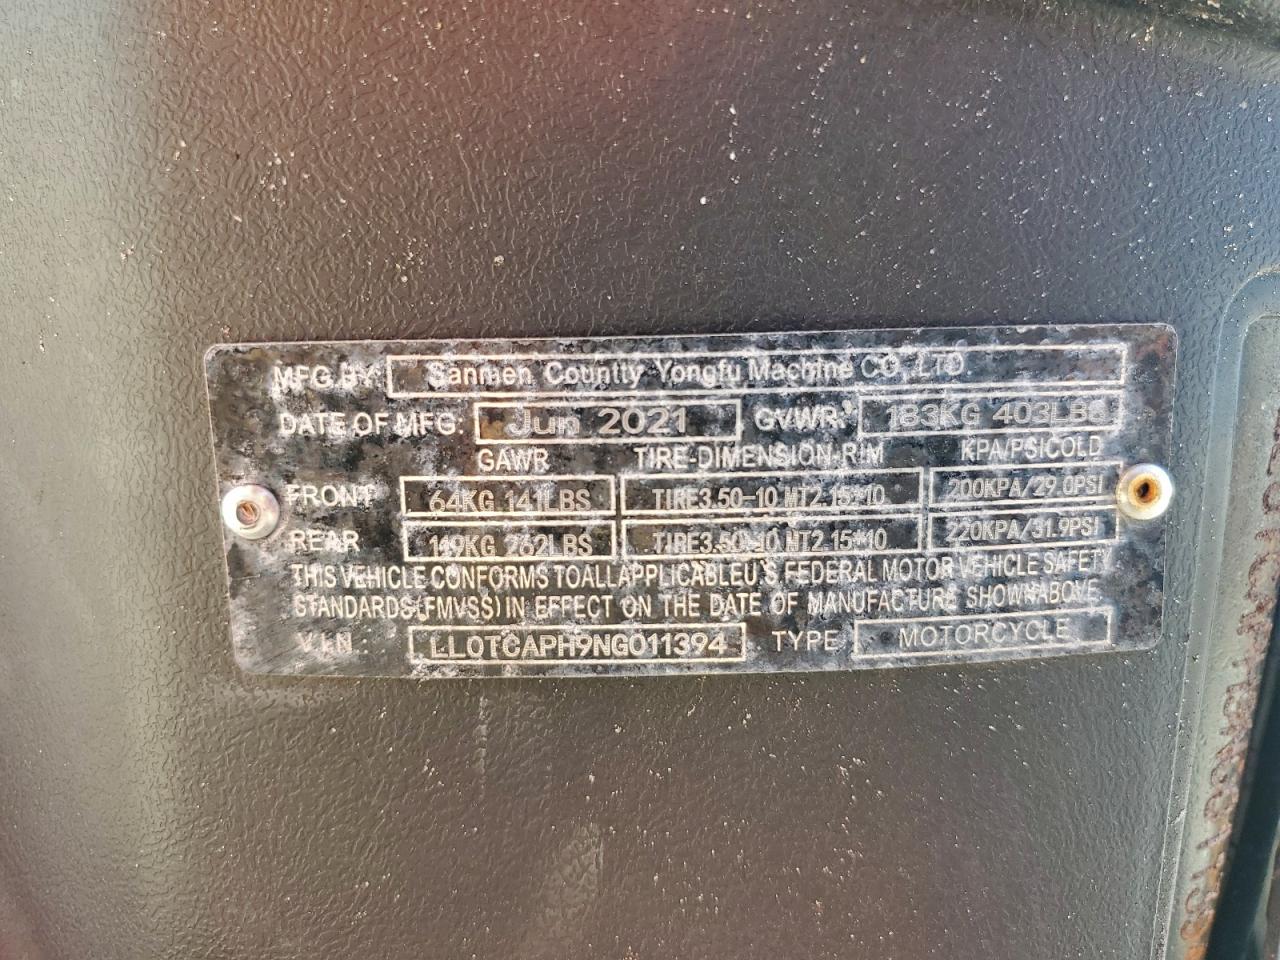 MFG.BY: Sanmen Countty Yongfu Machine CO,.LTD.
DATE OF MFG: Jun 2021 GVWR: 183KG 403LBS
GAWR TIRE-DIMENSION-RIM KPA/PSICOLD
FRONT 64KG 141LBS TIRE3.50-10 MT2.15*10 200KPA/29.0PSI
REAR 119KG 262LBS TIRE3.50-10 MT2.15*10 220KPA/31.9PSI
THIS VEHICLE CONFORMS TOALLAPPLICABLEU'S FEDERAL MOTOR VEHICLE SAFETY
STANDARDS(FMVSS)IN EFFECT ON THE DATE OF MANUFACTURE SHOWNABOVE
V I N : LL0TCAPH9NG011394 TYPE MOTORCYCLE